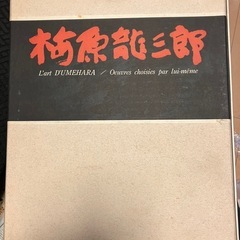 梅原龍三郎
L'art D'UMEHARA / Oeuvres choisies par lui-même